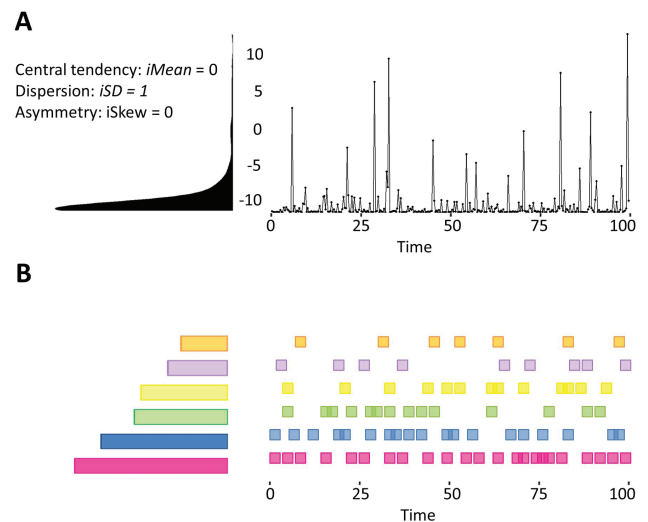 A
Central tendency: iMean = 0
Dispersion: iSD = 1
Asymmetry: iSkew = 0
10
5
0
-5
-10
0 25 50 75 100
Time
B
0 25 50 75 100
Time